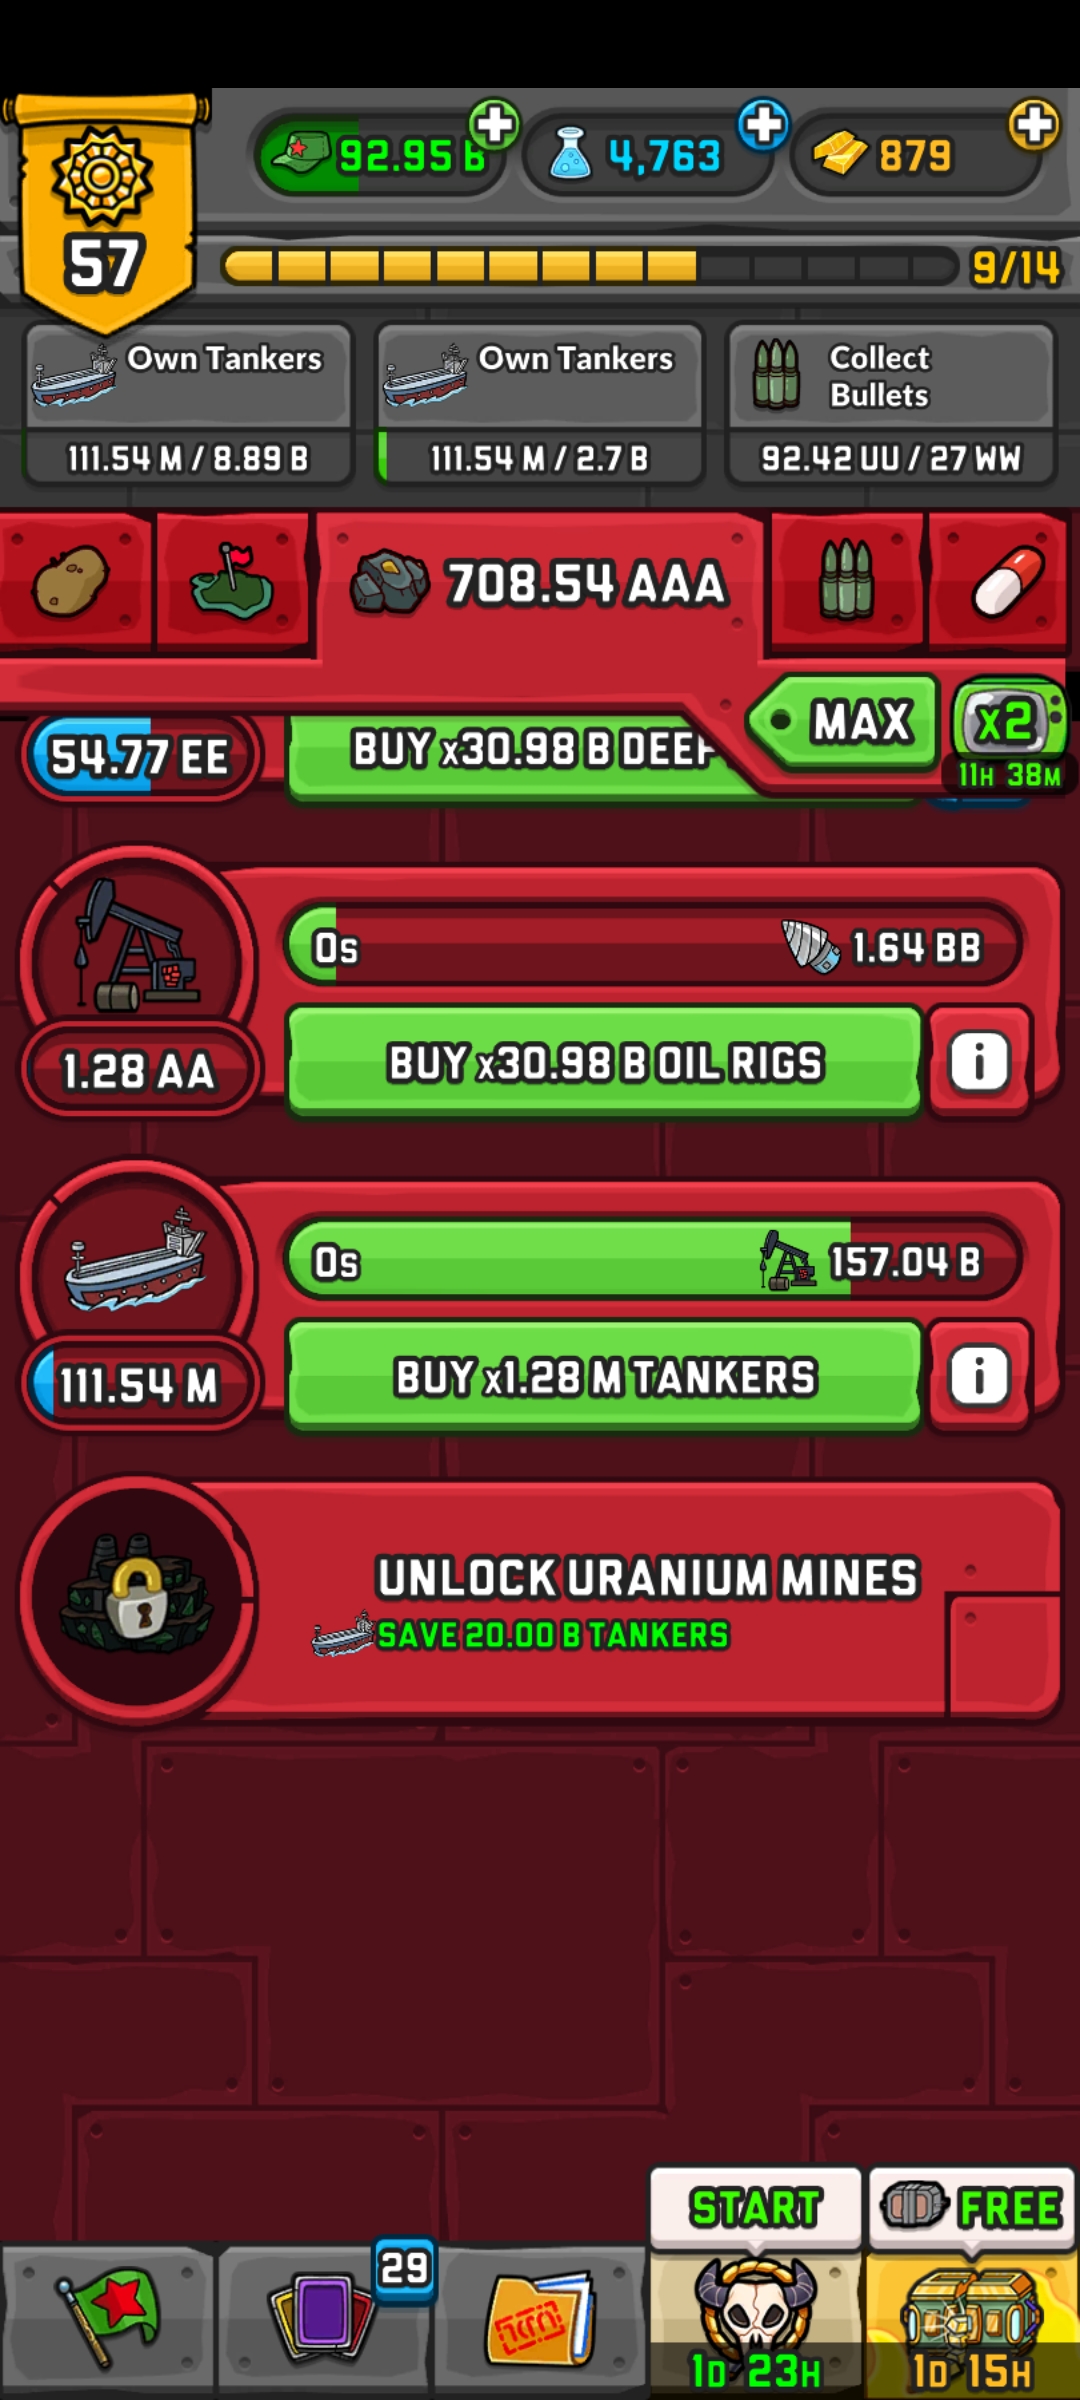 92.95 B
4,763
879
57
9/14
Own Tankers
111.54 M / 8.89 B
Own Tankers
111.54 M / 2.7 B
Collect
Bullets
92.42 UU / 27 WW
708.54 AAA
MAX
x2
11H 38M
54.77 EE
BUY x30.98 B DEEP
0s
1.64 BB
1.28 AA
BUY x30.98 B OIL RIGS
i
0s
157.04 B
111.54 M
BUY x1.28 M TANKERS
i
UNLOCK URANIUM MINES
SAVE 20.00 B TANKERS
START
FREE
29
1D 23H
1D 15H